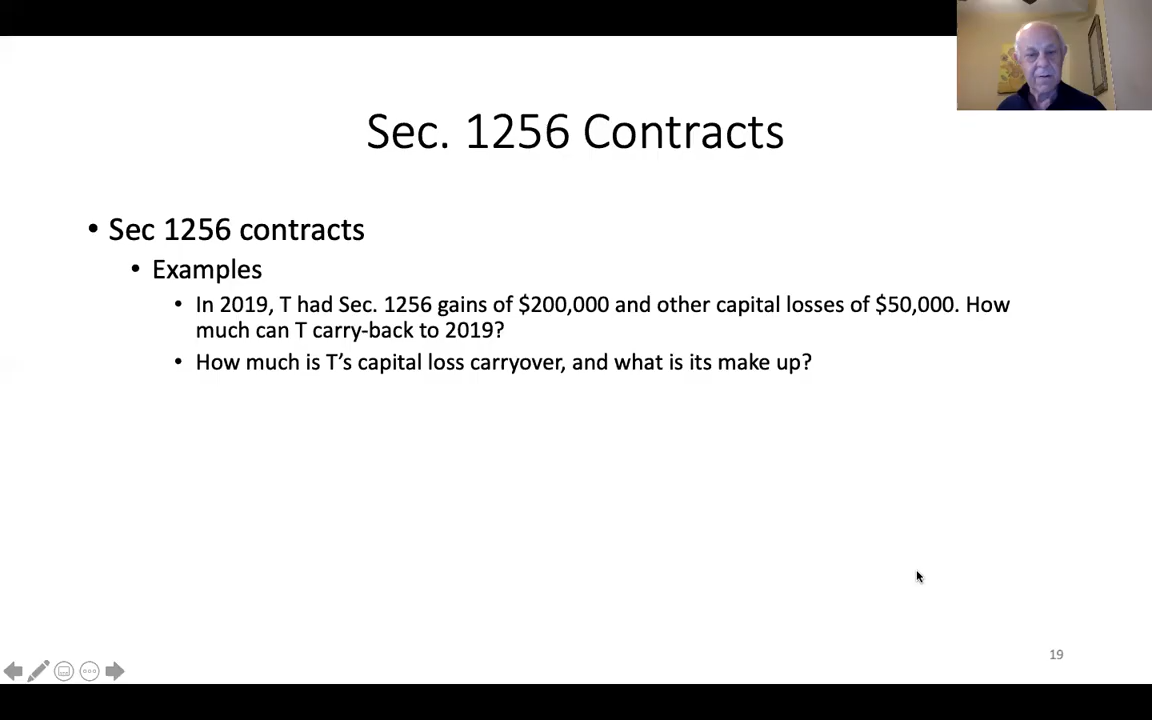 Sec. 1256 Contracts
• Sec 1256 contracts
• Examples
• In 2019, T had Sec. 1256 gains of $200,000 and other capital losses of $50,000. How
much can T carry-back to 2019?
• How much is T’s capital loss carryover, and what is its make up?
19